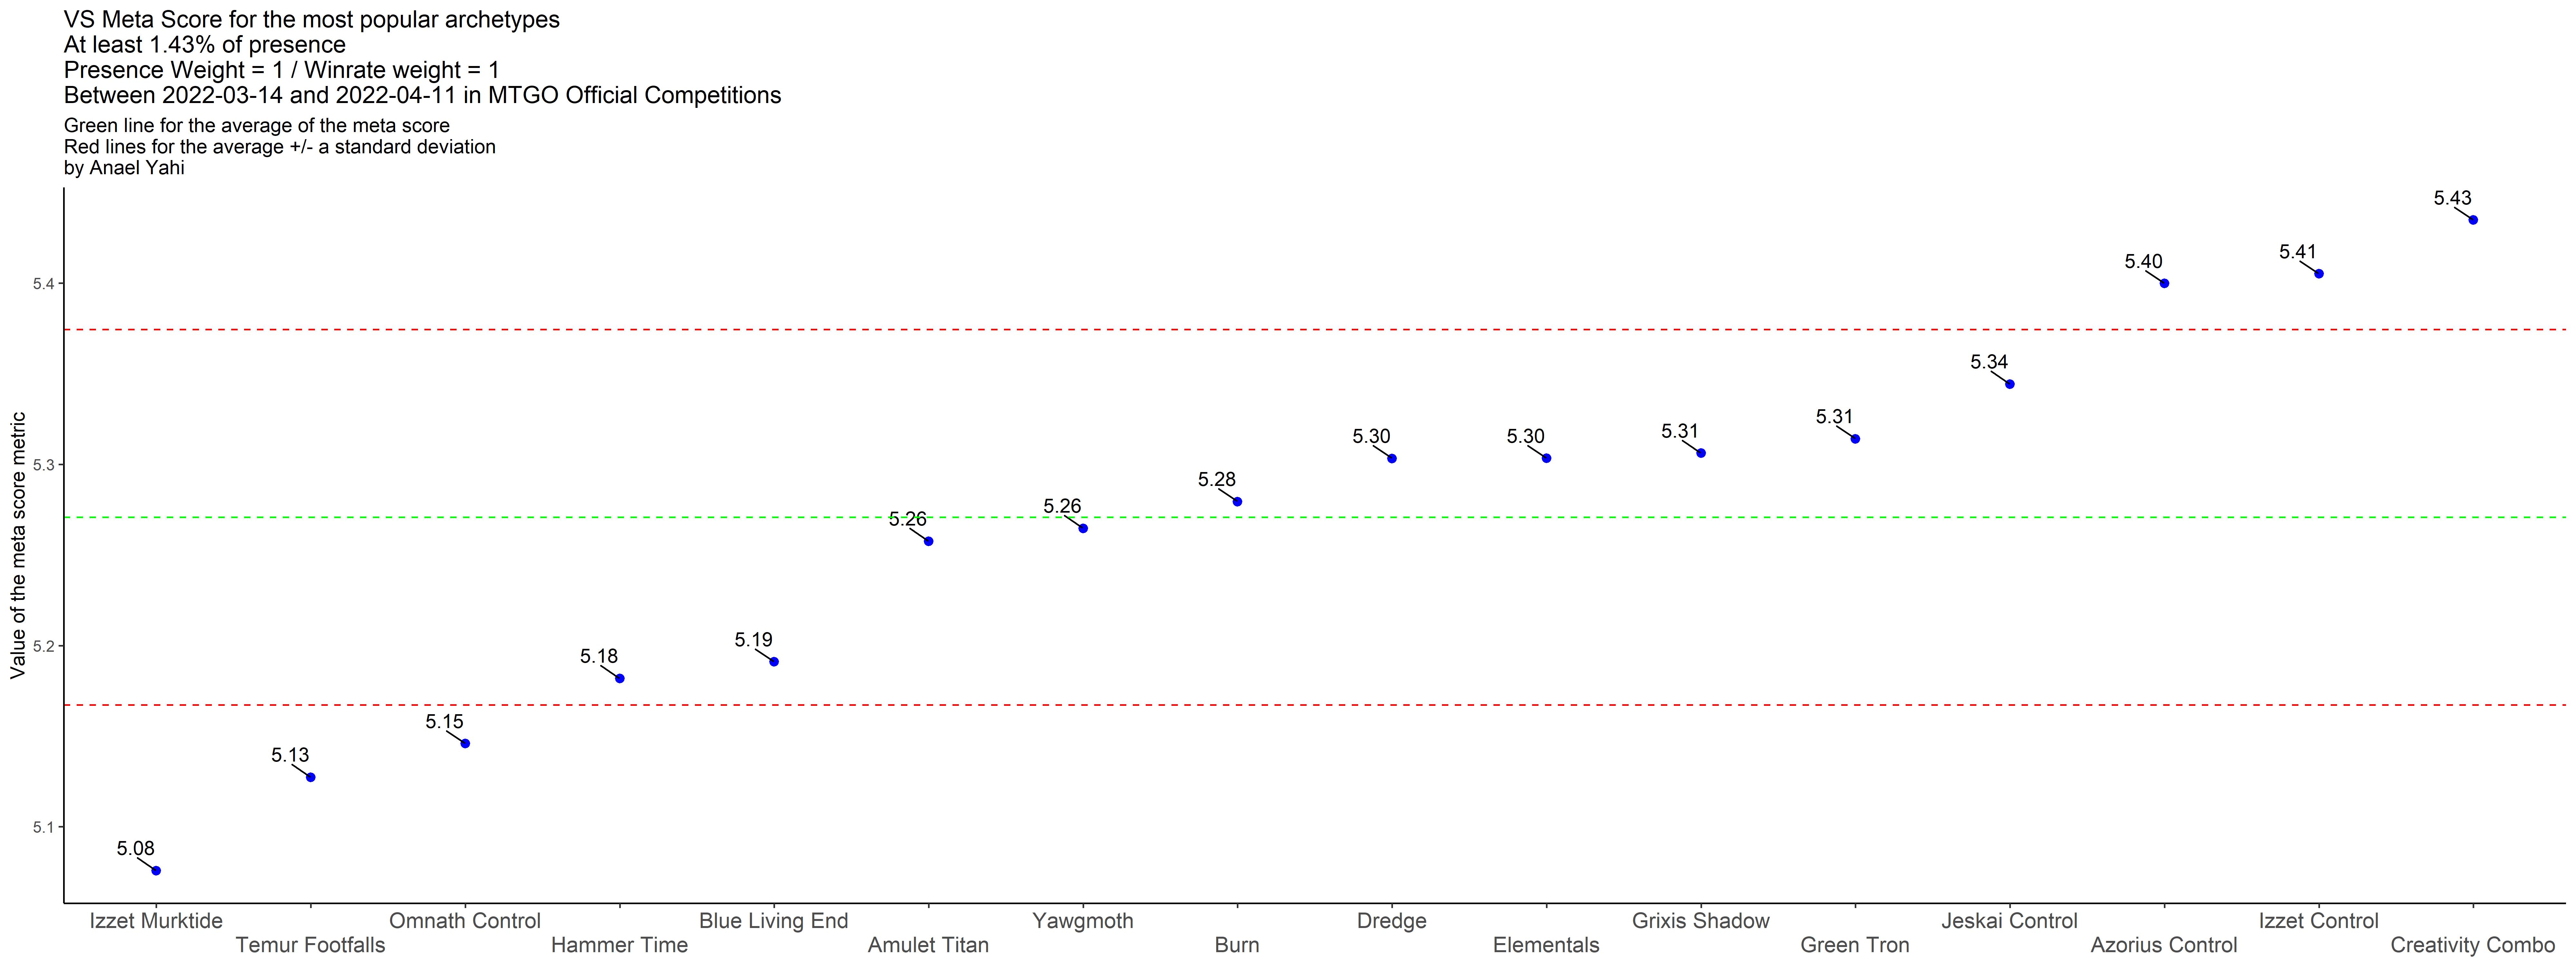 VS Meta Score for the most popular archetypes
At least 1.43% of presence
Presence Weight = 1 / Winrate weight = 1
Between 2022-03-14 and 2022-04-11 in MTGO Official Competitions
Green line for the average of the meta score
Red lines for the average +/- a standard deviation
by Anael Yahi
Value of the meta score metric
5.4
5.3
5.2
5.1
5.08
5.13
5.15
5.18
5.19
5.26
5.26
5.28
5.30
5.30
5.31
5.31
5.34
5.40
5.41
5.43
Izzet Murktide
Temur Footfalls
Omnath Control
Hammer Time
Blue Living End
Amulet Titan
Yawgmoth
Burn
Dredge
Elementals
Grixis Shadow
Green Tron
Jeskai Control
Azorius Control
Izzet Control
Creativity Combo